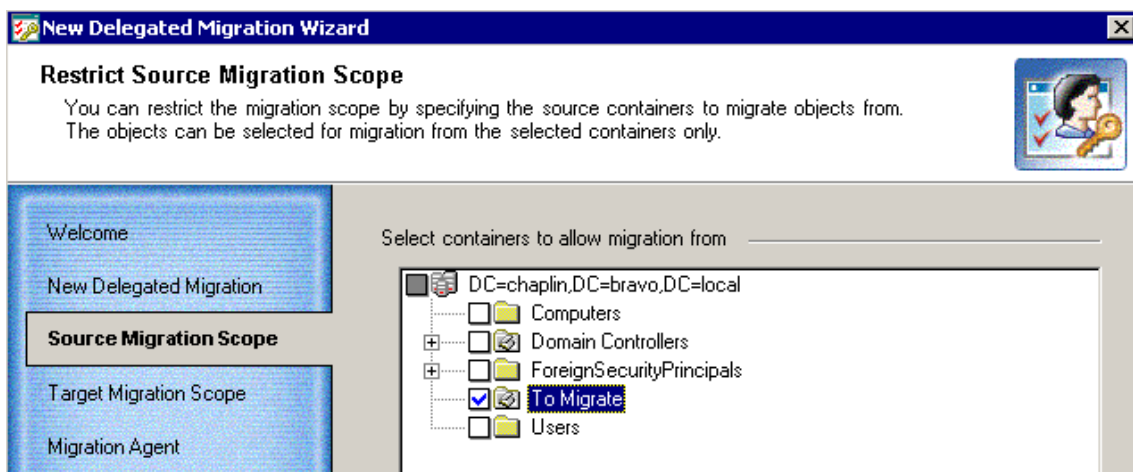 New Delegated Migration Wizard
Restrict Source Migration Scope
You can restrict the migration scope by specifying the source containers to migrate objects from.
The objects can be selected for migration from the selected containers only.
Welcome
New Delegated Migration
Source Migration Scope
Target Migration Scope
Migration Agent
Select containers to allow migration from
DC=chaplin,DC=bravo,DC=local
Computers
Domain Controllers
ForeignSecurityPrincipals
To Migrate
Users